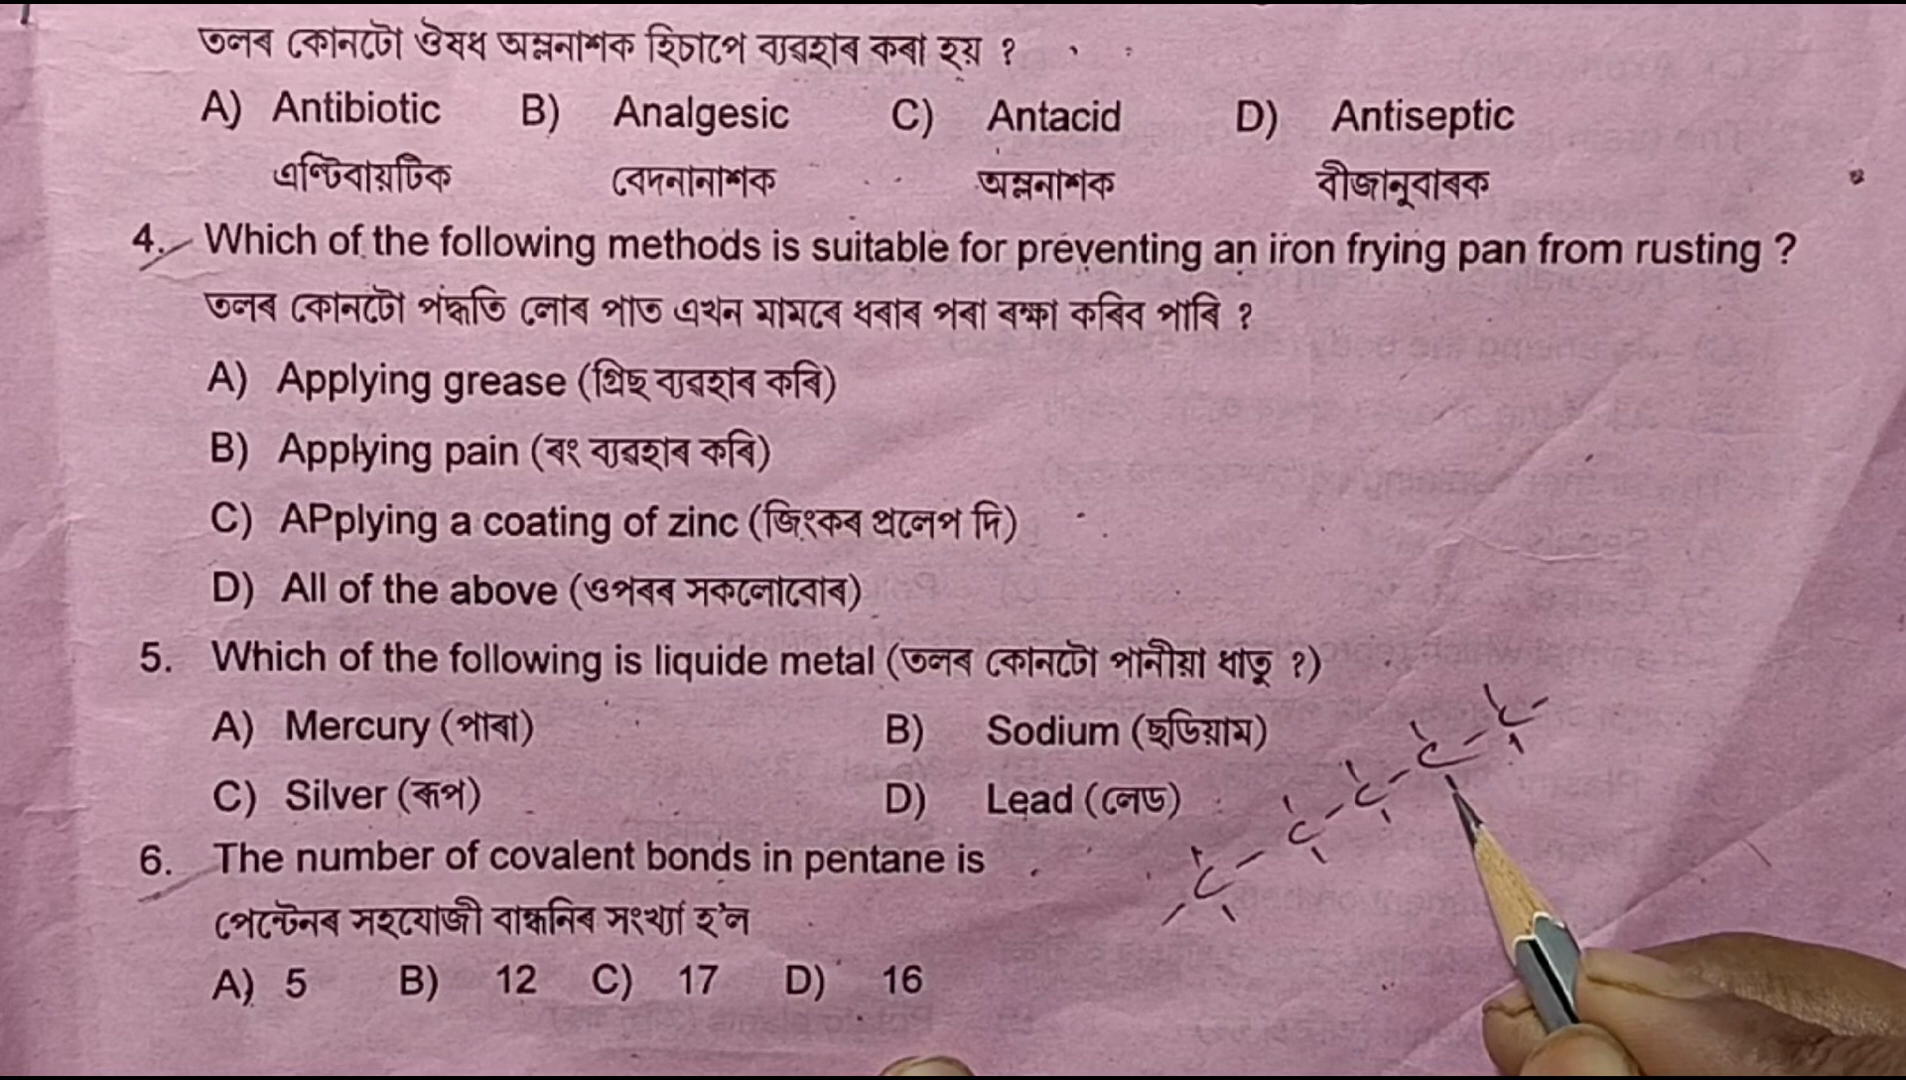 তলৰ কোনটো ঔষধ অম্লনাশক হিচাপে ব্যৱহাৰ কৰা হয় ?
A) Antibiotic B) Analgesic C) Antacid D) Antiseptic
এণ্টিবায়টিক বেদনানাশক অম্লনাশক বীজানুবাৰক
4. Which of the following methods is suitable for preventing an iron frying pan from rusting ?
তলৰ কোনটো পদ্ধতি লোৰ পাত এখন মামৰে ধৰাৰ পৰা ৰক্ষা কৰিব পাৰি ?
A) Applying grease (গ্ৰিছ ব্যৱহাৰ কৰি)
B) Applying pain (ৰং ব্যৱহাৰ কৰি)
C) APplying a coating of zinc (জিংকৰ প্ৰলেপ দি)
D) All of the above (ওপৰৰ সকলোবোৰ)
5. Which of the following is liquide metal (তলৰ কোনটো পানীয়া ধাতু ?)
A) Mercury (পাৰা) B) Sodium (ছডিয়াম)
C) Silver (ৰূপ) D) Lead (লেড)
6. The number of covalent bonds in pentane is
পেন্টেনৰ সহযোজী বান্ধনিৰ সংখ্যা হ'ল
A) 5 B) 12 C) 17 D) 16
C - C - C - C - C